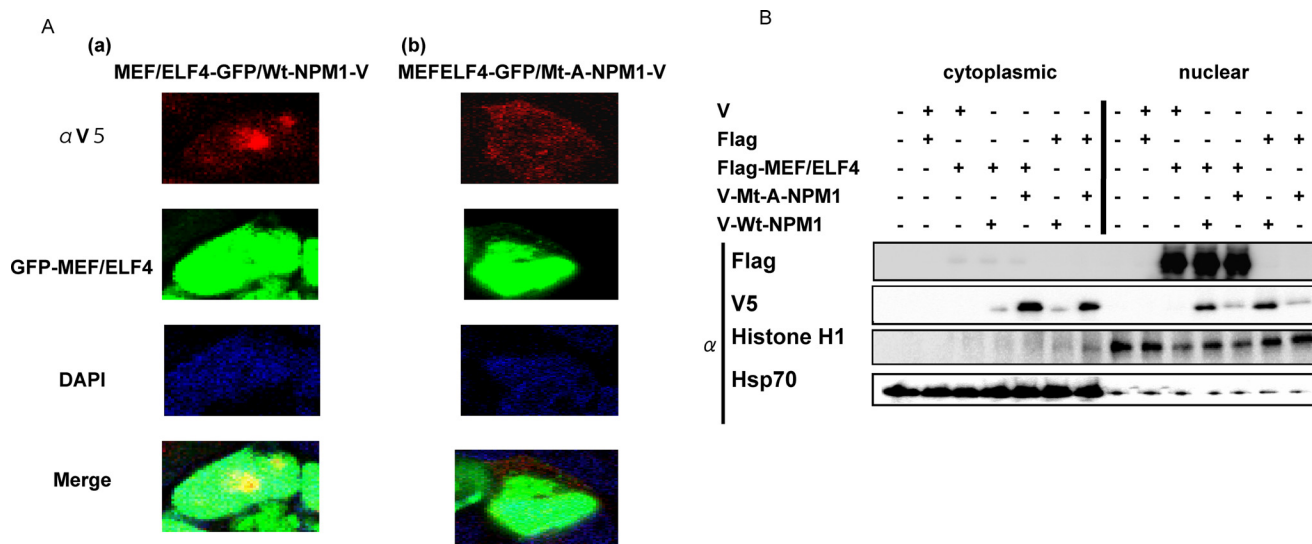 A
(a)
(b)
MEF/ELF4-GFP/Wt-NPM1-V
MEFELF4-GFP/Mt-A-NPM1-V
α V 5
GFP-MEF/ELF4
DAPI
Merge
B
cytoplasmic nuclear
V - + + - - - - - + + - - - -
Flag - + - - - + + - + - - - + +
Flag-MEF/ELF4 - - + + + - - - - + + + - -
V-Mt-A-NPM1 - - - - + - + - - - - + - +
V-Wt-NPM1 - - - + - + - - - - + - + -
Flag
V5
α
Histone H1
Hsp70